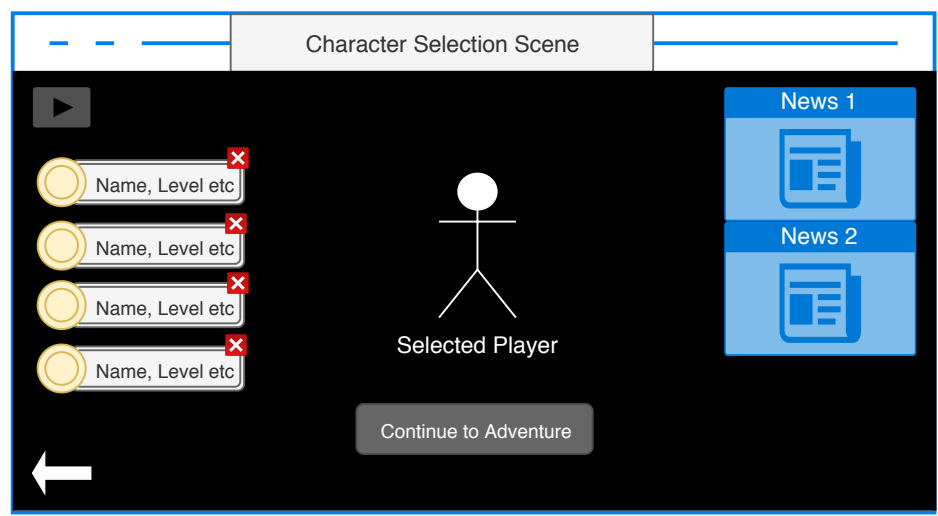 Character Selection Scene
News 1
Name, Level etc
Name, Level etc
Name, Level etc
Name, Level etc
Selected Player
News 2
Continue to Adventure